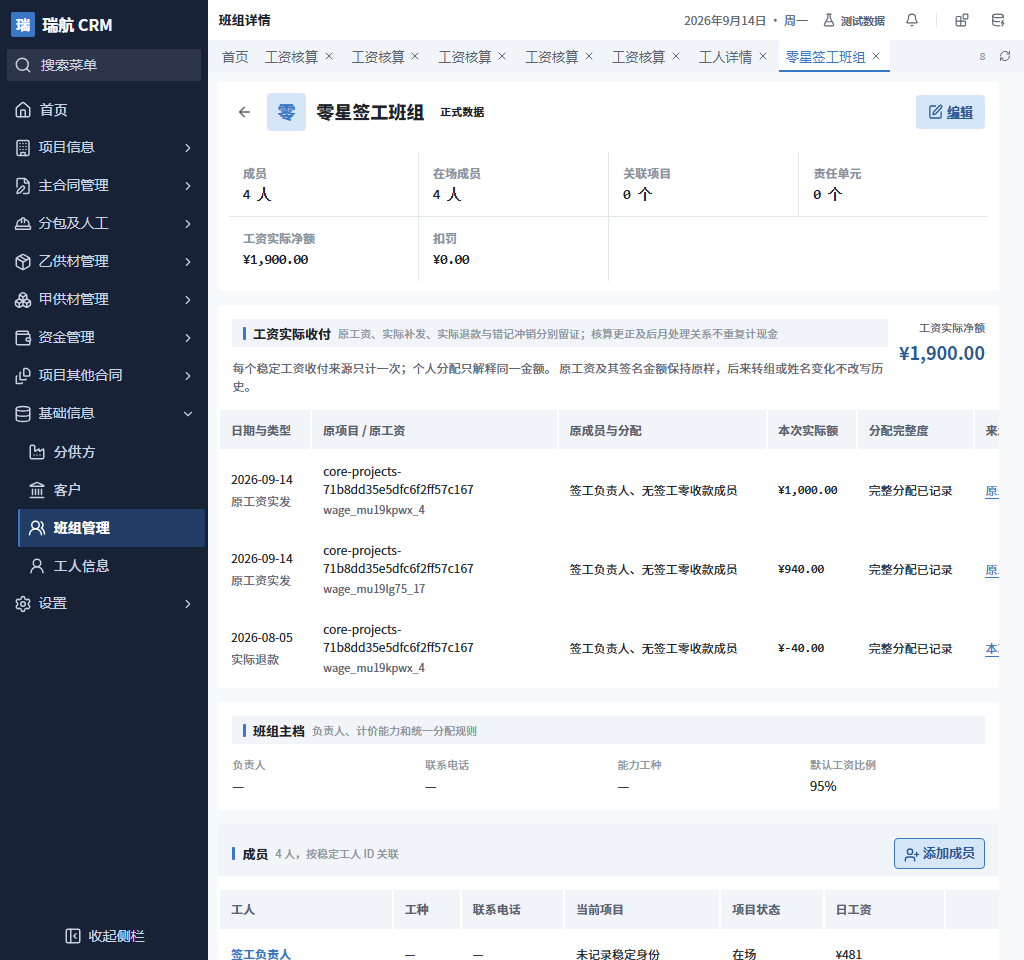 瑞 瑞航 CRM
搜索菜单
首页
项目信息
主合同管理
分包及人工
乙供材管理
甲供材管理
资金管理
项目其他合同
基础信息
分供方
客户
班组管理
工人信息
设置
收起侧栏
班组详情
2026年9月14日 · 周一 测试数据
首页 工资核算 × 工资核算 × 工资核算 × 工资核算 × 工资核算 × 工人详情 × 零星签工班组 × 8
零 零星签工班组 正式数据 编辑
成员 在场成员 关联项目 责任单元
4 人 4 人 0 个 0 个
工资实际净额 扣罚
¥1,900.00 ¥0.00
工资实际收付 原工资、实际补发、实际退款与错记冲销分别留证；核算更正及后月处理关系不重复计现金
工资实际净额
¥1,900.00
每个稳定工资收付来源只计一次；个人分配只解释同一金额。 原工资及其签名金额保持原样，后来转组或姓名变化不改写历
史。
日期与类型 原项目 / 原工资 原成员与分配 本次实际额 分配完整度 来
2026-09-14 core-projects-71b8dd35e5dfc6f2ff57c167 签工负责人、无签工零收款成员 ¥1,000.00 完整分配已记录 原
原工资实发 wage_mu19kpwx_4
2026-09-14 core-projects-71b8dd35e5dfc6f2ff57c167 签工负责人、无签工零收款成员 ¥940.00 完整分配已记录 原
原工资实发 wage_mu19lg75_17
2026-08-05 core-projects-71b8dd35e5dfc6f2ff57c167 签工负责人、无签工零收款成员 ¥-40.00 完整分配已记录 本
实际退款 wage_mu19kpwx_4
班组主档 负责人、计价能力和统一分配规则
负责人 联系电话 能力工种 默认工资比例
— — — 95%
成员 4 人，按稳定工人 ID 关联 添加成员
工人 工种 联系电话 当前项目 项目状态 日工资
签工负责人 — — 未记录稳定身份 在场 ¥481